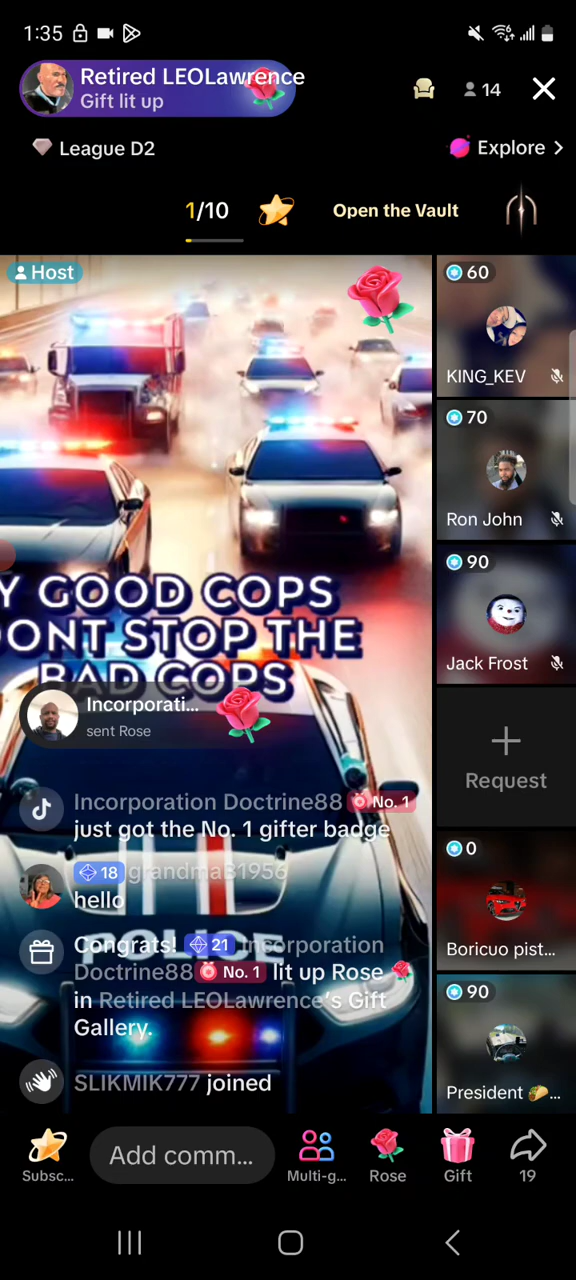 1:35
Retired LEOLawrence
Gift lit up
14
League D2
Explore
1/10
Open the Vault
Host
60
KING_KEV
70
Ron John
90
Jack Frost
Request
0
Boricuo pist...
90
President 🌮...
Y GOOD COPS
DONT STOP THE
BAD COPS
Incorporati...
sent Rose
Incorporation Doctrine88 No. 1
just got the No. 1 gifter badge
18 grandma81956
hello
Congrats! 21 Incorporation
Doctrine88 No. 1 lit up Rose 🌹
in Retired LEOLawrence's Gift
Gallery.
POLICE
SLIKMIK777 joined
Subsc...
Add comm...
Multi-g...
Rose
Gift
19